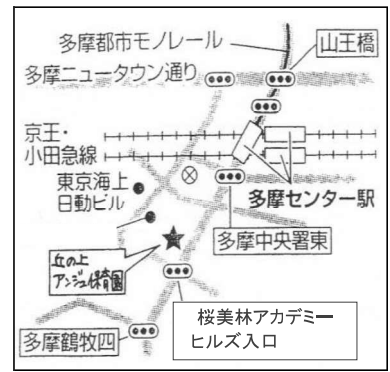 多摩都市モノレール
山王橋
多摩ニュータウン通り
京王・
小田急線
東京海上
日動ビル
多摩センター駅
多摩中央署東
丘の上
アンジェ保育園
桜美林アカデミー
ヒルズ入口
多摩鶴牧四